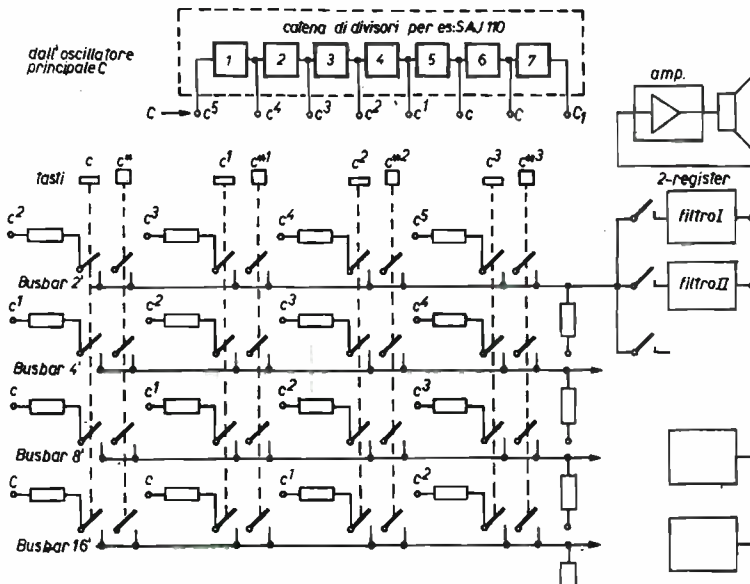 catena di divisori per es: SAJ 110
dall'oscillatore
principale C
1 2 3 4 5 6 7
C → c⁵ c⁴ c³ c² c¹ c C C₁
amp.
tasti c c* c¹ c*1 c² c*2 c³ c*3
2-register
c² c³ c⁴ c⁵
filtro I
Busbar 2'
filtro II
c¹ c² c³ c⁴
Busbar 4'
c c¹ c² c³
Busbar 8'
C c c¹ c²
Busbar 16'